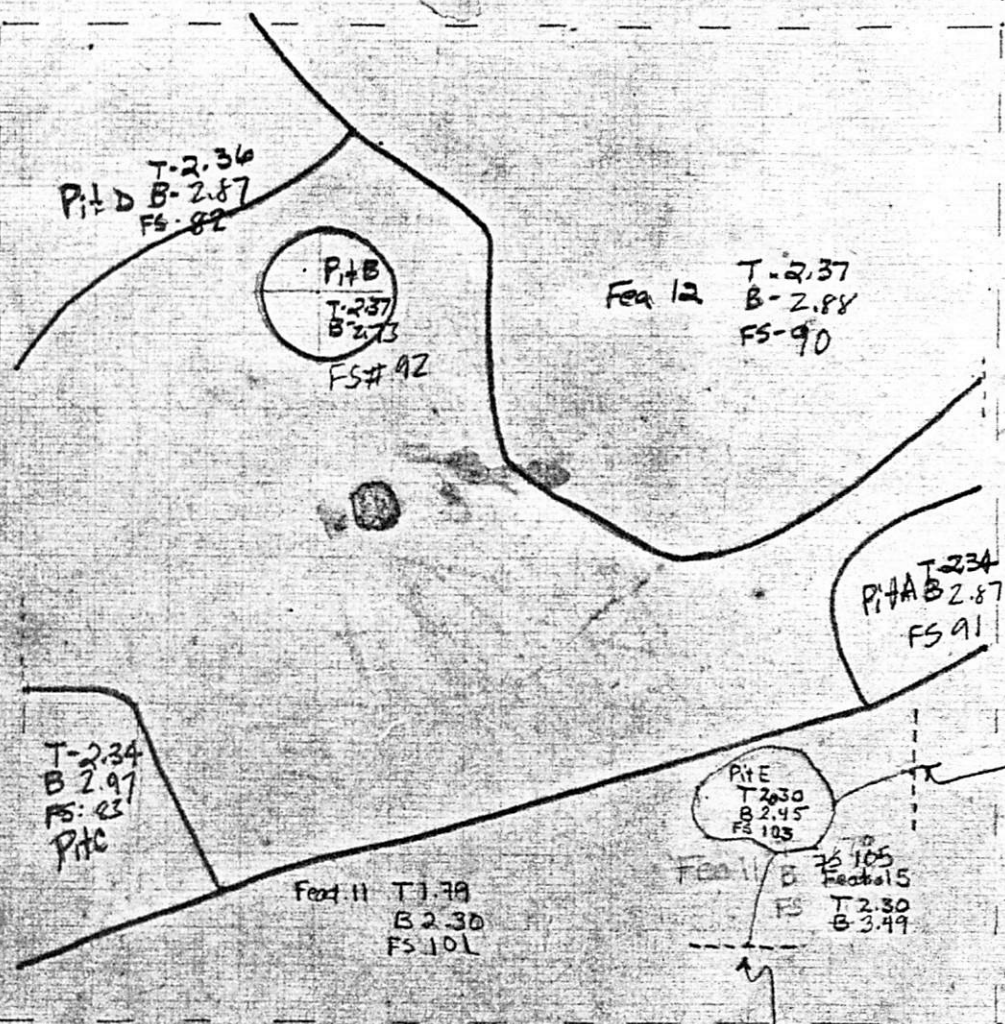 T-2.36
Pit D B-2.87
FS-82
Pit B
T-2.37
B-2.73
FS# 92
Fea 12
T-2.37
B-2.88
FS-90
T-2.34
Pit A B 2.87
FS 91
T-2.34
B 2.97
FS: 83
Pit C
Pit E
T 2.30
B 2.45
FS 103
Feat. 11 T 1.79
B 2.30
FS 101
Fea 11 B
FS
FS 105
Feat. 15
T 2.30
B 3.49